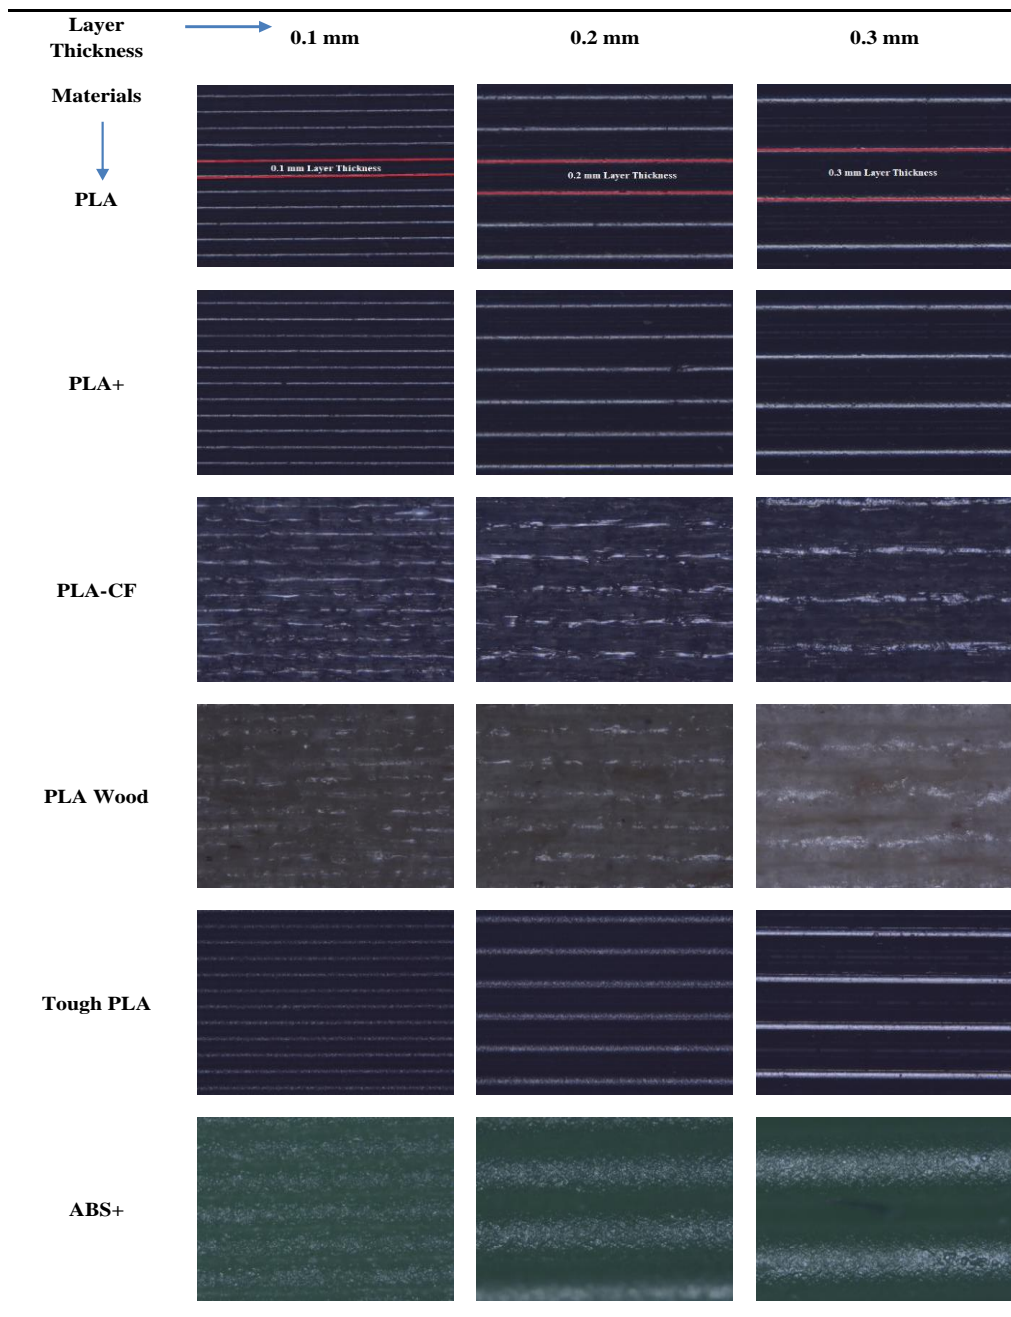 Layer
Thickness
0.1 mm
0.2 mm
0.3 mm
Materials
PLA
0.1 mm Layer Thickness
0.2 mm Layer Thickness
0.3 mm Layer Thickness
PLA+
PLA-CF
PLA Wood
Tough PLA
ABS+